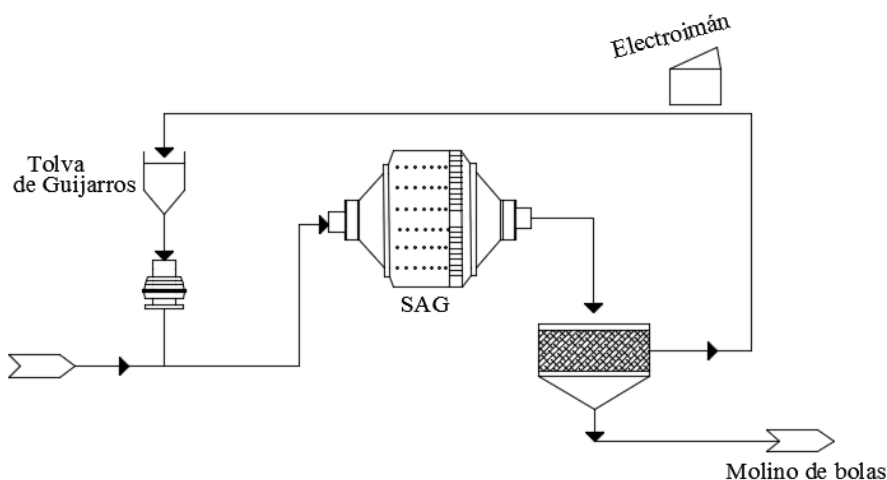 Electroimán
Tolva
de Guijarros
SAG
Molino de bolas